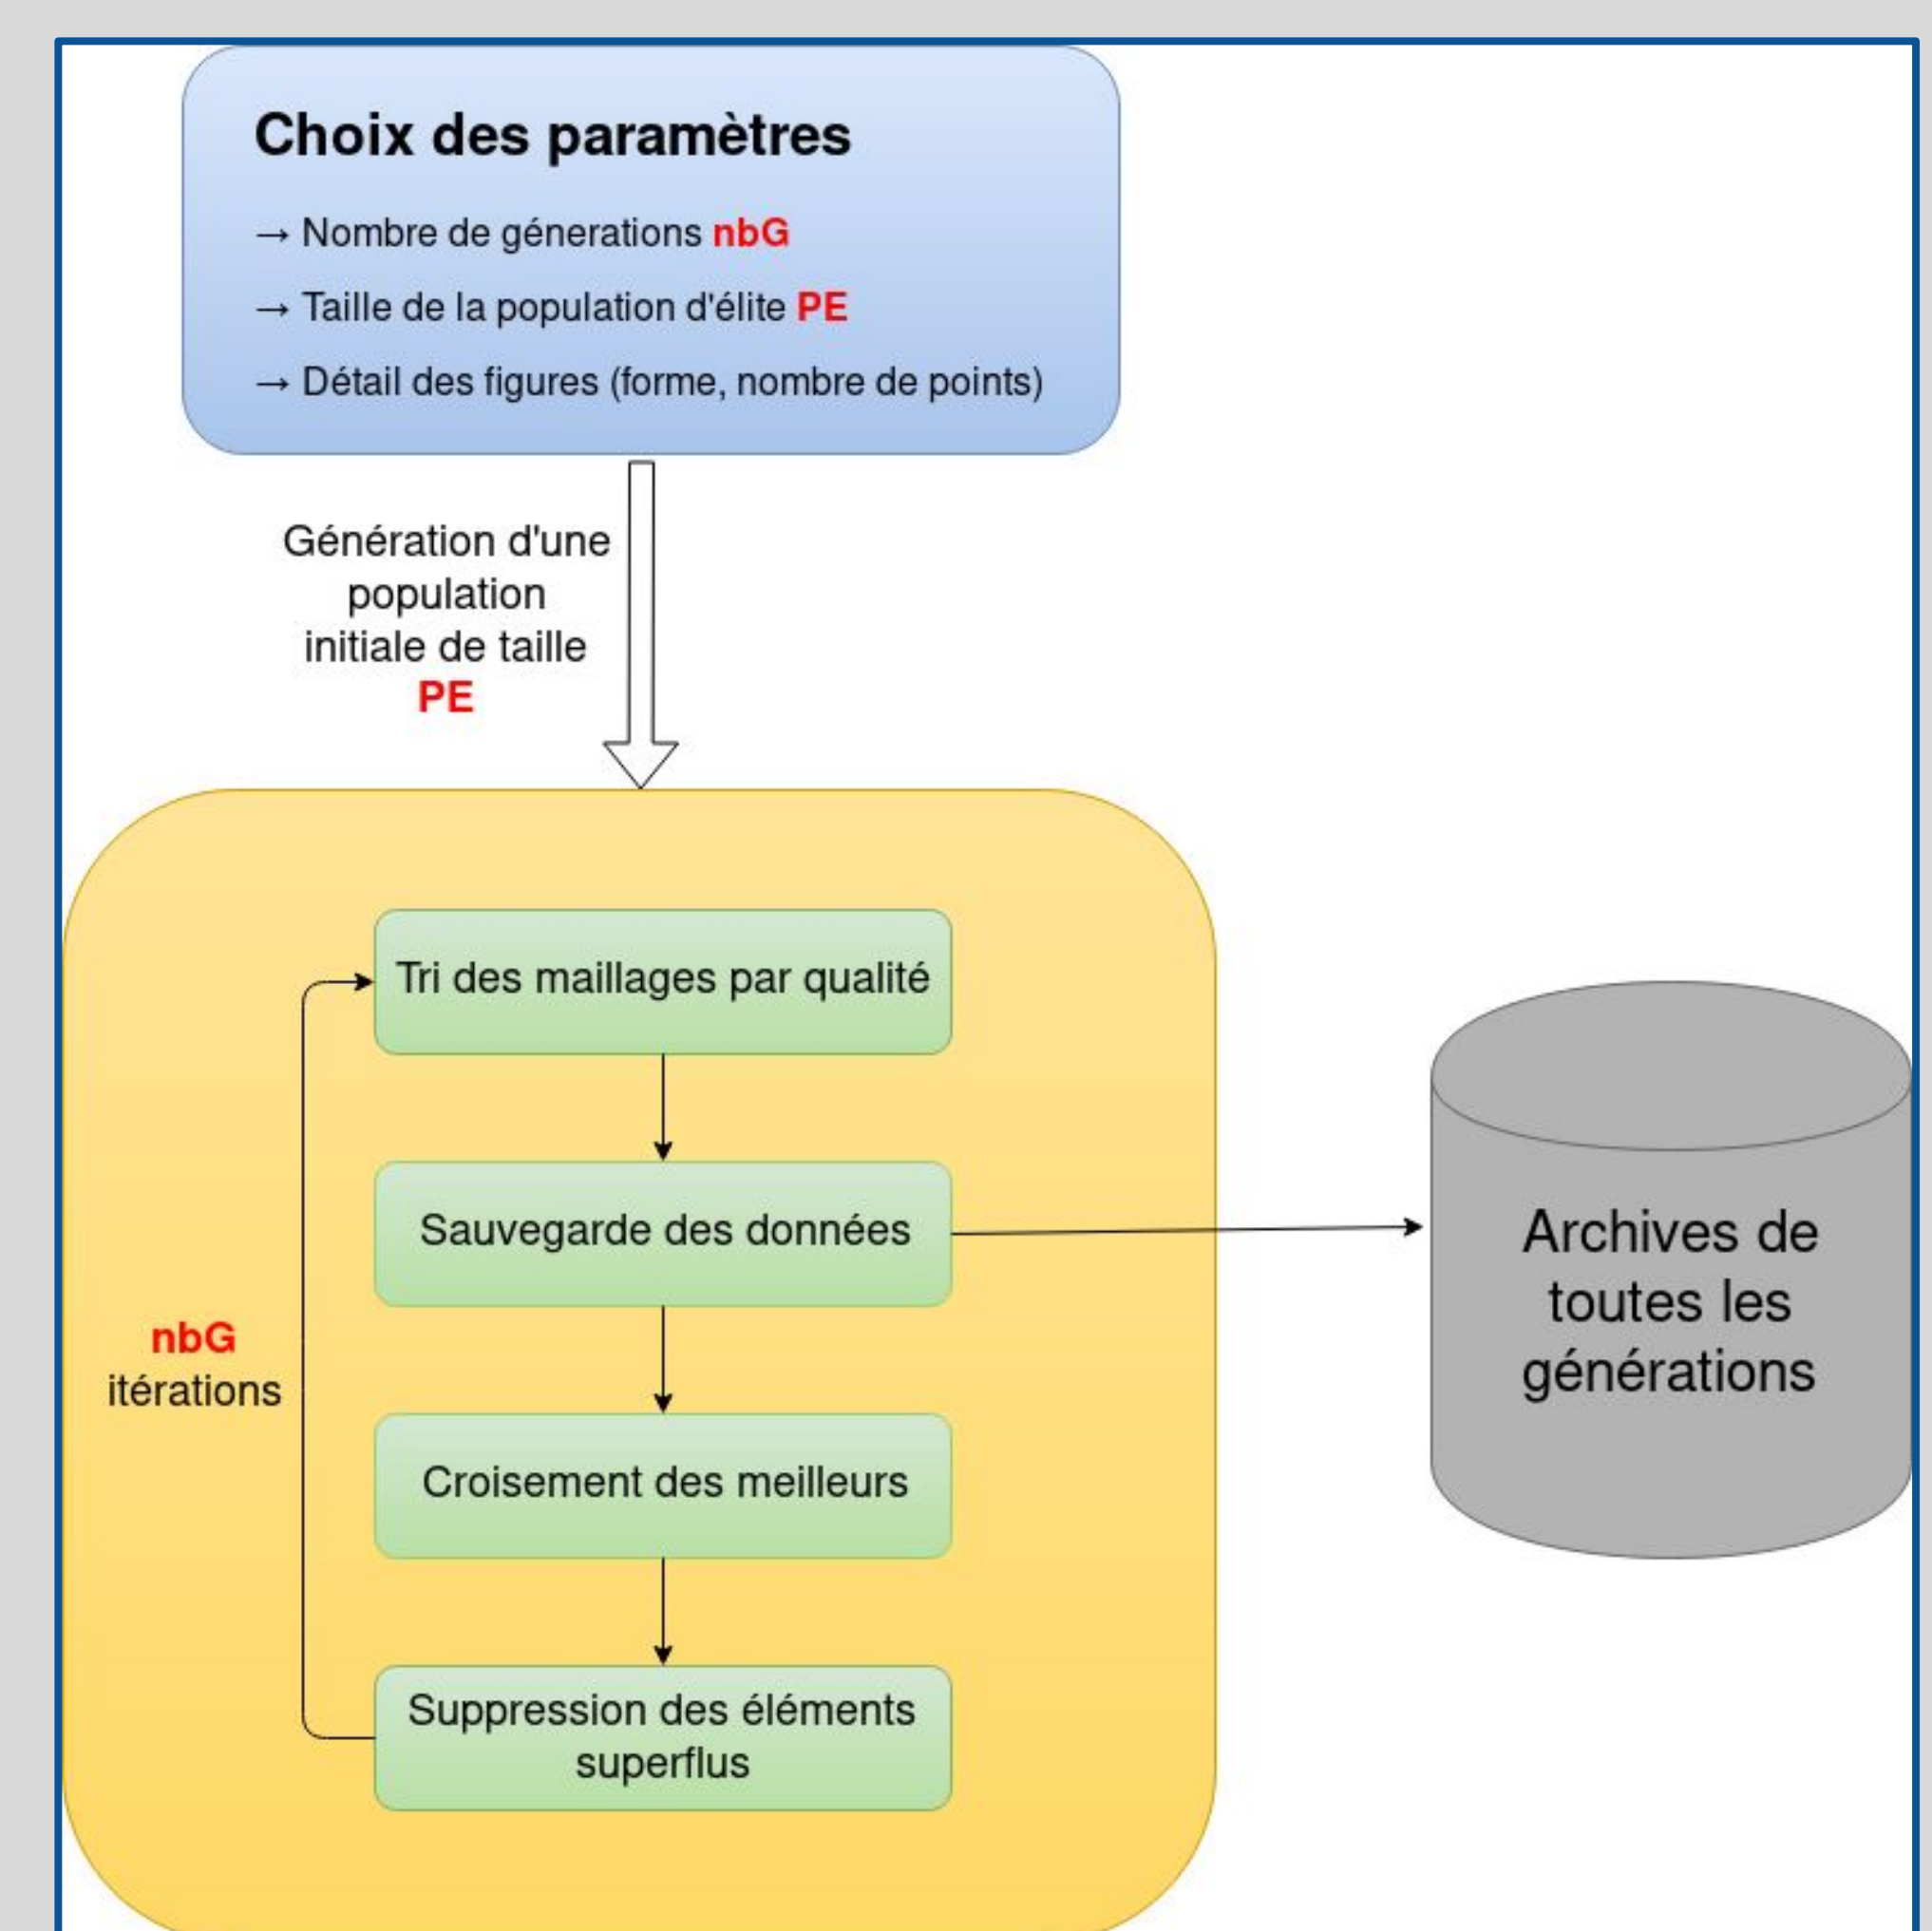 Choix des paramètres
→ Nombre de génerations nbG
→ Taille de la population d'élite PE
→ Détail des figures (forme, nombre de points)
Génération d'une
population
initiale de taille
PE
Tri des maillages par qualité
Sauvegarde des données
Croisement des meilleurs
Suppression des éléments
superflus
nbG
itérations
Archives de
toutes les
générations